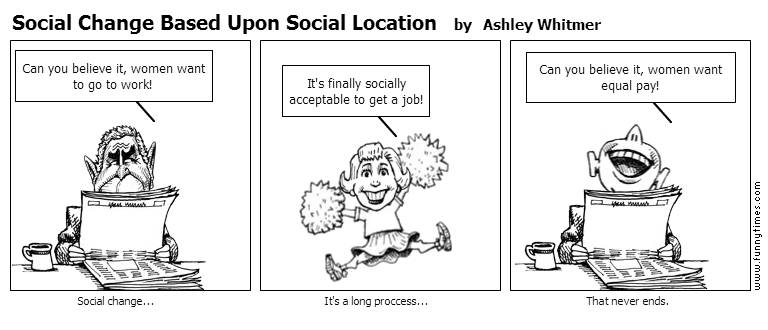 Social Change Based Upon Social Location by Ashley Whitmer
Can you believe it, women want
to go to work!
It's finally socially
acceptable to get a job!
Can you believe it, women want
equal pay!
Social change...
It's a long proccess...
That never ends.
www.funnytimes.com